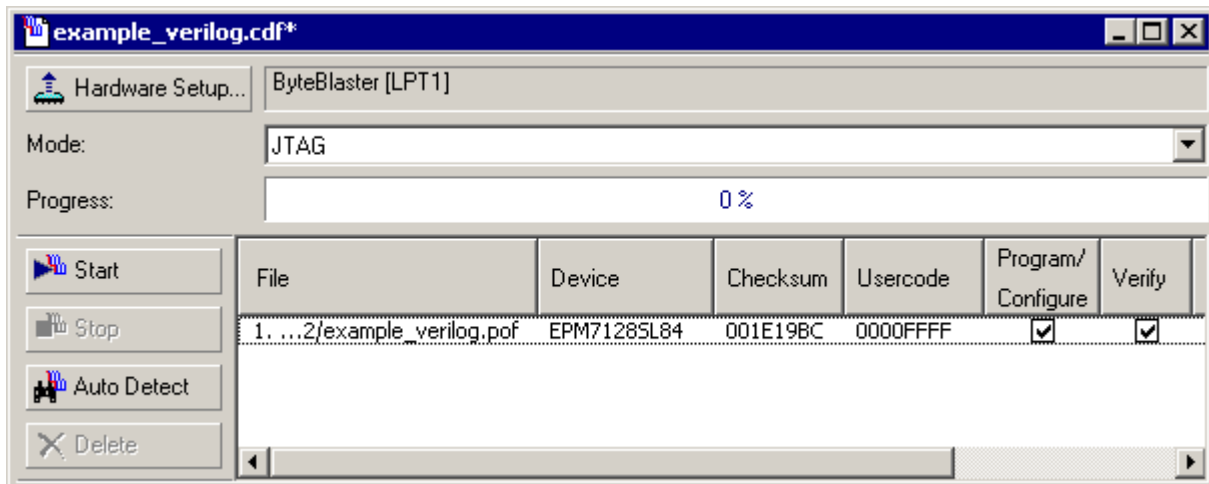 example_verilog.cdf*
Hardware Setup... ByteBlaster [LPT1]
Mode: JTAG
Progress: 0 %
Start
Stop
Auto Detect
Delete
File Device Checksum Usercode Program/ Configure Verify
1. ...2/example_verilog.pof EPM7128SL84 001E19BC 0000FFFF